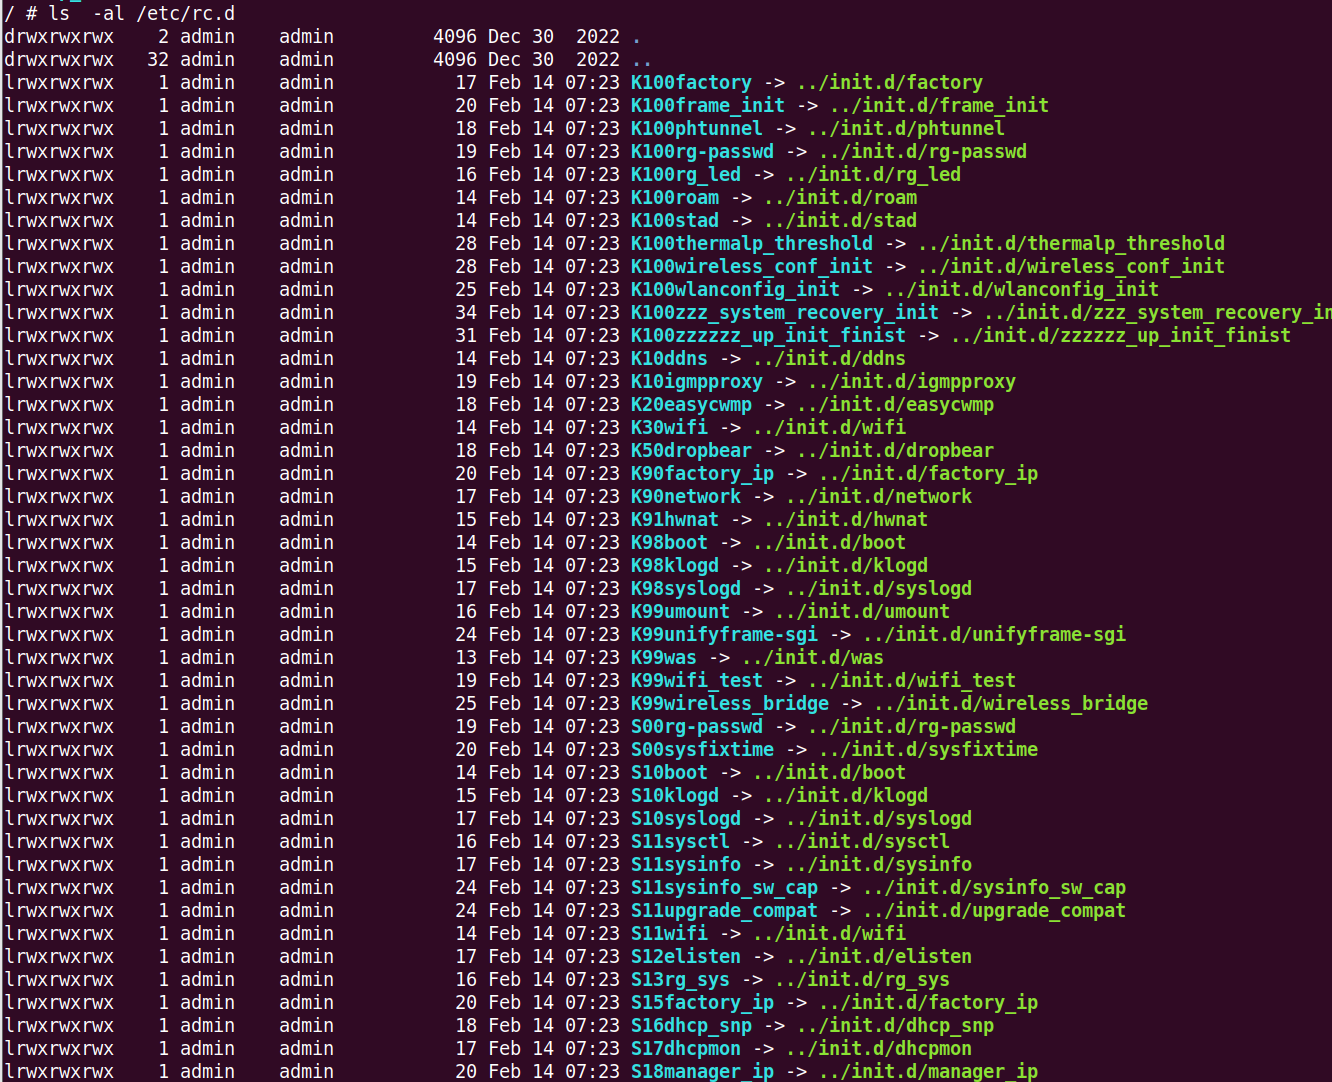 / # ls  -al /etc/rc.d
drwxrwxrwx    2 admin    admin         4096 Dec 30  2022 .
drwxrwxrwx   32 admin    admin         4096 Dec 30  2022 ..
lrwxrwxrwx    1 admin    admin           17 Feb 14 07:23 K100factory -> ../init.d/factory
lrwxrwxrwx    1 admin    admin           20 Feb 14 07:23 K100frame_init -> ../init.d/frame_init
lrwxrwxrwx    1 admin    admin           18 Feb 14 07:23 K100phtunnel -> ../init.d/phtunnel
lrwxrwxrwx    1 admin    admin           19 Feb 14 07:23 K100rg-passwd -> ../init.d/rg-passwd
lrwxrwxrwx    1 admin    admin           16 Feb 14 07:23 K100rg_led -> ../init.d/rg_led
lrwxrwxrwx    1 admin    admin           14 Feb 14 07:23 K100roam -> ../init.d/roam
lrwxrwxrwx    1 admin    admin           14 Feb 14 07:23 K100stad -> ../init.d/stad
lrwxrwxrwx    1 admin    admin           28 Feb 14 07:23 K100thermalp_threshold -> ../init.d/thermalp_threshold
lrwxrwxrwx    1 admin    admin           28 Feb 14 07:23 K100wireless_conf_init -> ../init.d/wireless_conf_init
lrwxrwxrwx    1 admin    admin           25 Feb 14 07:23 K100wlanconfig_init -> ../init.d/wlanconfig_init
lrwxrwxrwx    1 admin    admin           34 Feb 14 07:23 K100zzz_system_recovery_init -> ../init.d/zzz_system_recovery_in
lrwxrwxrwx    1 admin    admin           31 Feb 14 07:23 K100zzzzzz_up_init_finist -> ../init.d/zzzzzz_up_init_finist
lrwxrwxrwx    1 admin    admin           14 Feb 14 07:23 K10ddns -> ../init.d/ddns
lrwxrwxrwx    1 admin    admin           19 Feb 14 07:23 K10igmpproxy -> ../init.d/igmpproxy
lrwxrwxrwx    1 admin    admin           18 Feb 14 07:23 K20easycwmp -> ../init.d/easycwmp
lrwxrwxrwx    1 admin    admin           14 Feb 14 07:23 K30wifi -> ../init.d/wifi
lrwxrwxrwx    1 admin    admin           18 Feb 14 07:23 K50dropbear -> ../init.d/dropbear
lrwxrwxrwx    1 admin    admin           20 Feb 14 07:23 K90factory_ip -> ../init.d/factory_ip
lrwxrwxrwx    1 admin    admin           17 Feb 14 07:23 K90network -> ../init.d/network
lrwxrwxrwx    1 admin    admin           15 Feb 14 07:23 K91hwnat -> ../init.d/hwnat
lrwxrwxrwx    1 admin    admin           14 Feb 14 07:23 K98boot -> ../init.d/boot
lrwxrwxrwx    1 admin    admin           15 Feb 14 07:23 K98klogd -> ../init.d/klogd
lrwxrwxrwx    1 admin    admin           17 Feb 14 07:23 K98syslogd -> ../init.d/syslogd
lrwxrwxrwx    1 admin    admin           16 Feb 14 07:23 K99umount -> ../init.d/umount
lrwxrwxrwx    1 admin    admin           24 Feb 14 07:23 K99unifyframe-sgi -> ../init.d/unifyframe-sgi
lrwxrwxrwx    1 admin    admin           13 Feb 14 07:23 K99was -> ../init.d/was
lrwxrwxrwx    1 admin    admin           19 Feb 14 07:23 K99wifi_test -> ../init.d/wifi_test
lrwxrwxrwx    1 admin    admin           25 Feb 14 07:23 K99wireless_bridge -> ../init.d/wireless_bridge
lrwxrwxrwx    1 admin    admin           19 Feb 14 07:23 S00rg-passwd -> ../init.d/rg-passwd
lrwxrwxrwx    1 admin    admin           20 Feb 14 07:23 S00sysfixtime -> ../init.d/sysfixtime
lrwxrwxrwx    1 admin    admin           14 Feb 14 07:23 S10boot -> ../init.d/boot
lrwxrwxrwx    1 admin    admin           15 Feb 14 07:23 S10klogd -> ../init.d/klogd
lrwxrwxrwx    1 admin    admin           17 Feb 14 07:23 S10syslogd -> ../init.d/syslogd
lrwxrwxrwx    1 admin    admin           16 Feb 14 07:23 S11sysctl -> ../init.d/sysctl
lrwxrwxrwx    1 admin    admin           17 Feb 14 07:23 S11sysinfo -> ../init.d/sysinfo
lrwxrwxrwx    1 admin    admin           24 Feb 14 07:23 S11sysinfo_sw_cap -> ../init.d/sysinfo_sw_cap
lrwxrwxrwx    1 admin    admin           24 Feb 14 07:23 S11upgrade_compat -> ../init.d/upgrade_compat
lrwxrwxrwx    1 admin    admin           14 Feb 14 07:23 S11wifi -> ../init.d/wifi
lrwxrwxrwx    1 admin    admin           17 Feb 14 07:23 S12elisten -> ../init.d/elisten
lrwxrwxrwx    1 admin    admin           16 Feb 14 07:23 S13rg_sys -> ../init.d/rg_sys
lrwxrwxrwx    1 admin    admin           20 Feb 14 07:23 S15factory_ip -> ../init.d/factory_ip
lrwxrwxrwx    1 admin    admin           18 Feb 14 07:23 S16dhcp_snp -> ../init.d/dhcp_snp
lrwxrwxrwx    1 admin    admin           17 Feb 14 07:23 S17dhcpmon -> ../init.d/dhcpmon
lrwxrwxrwx    1 admin    admin           20 Feb 14 07:23 S18manager_ip -> ../init.d/manager_ip